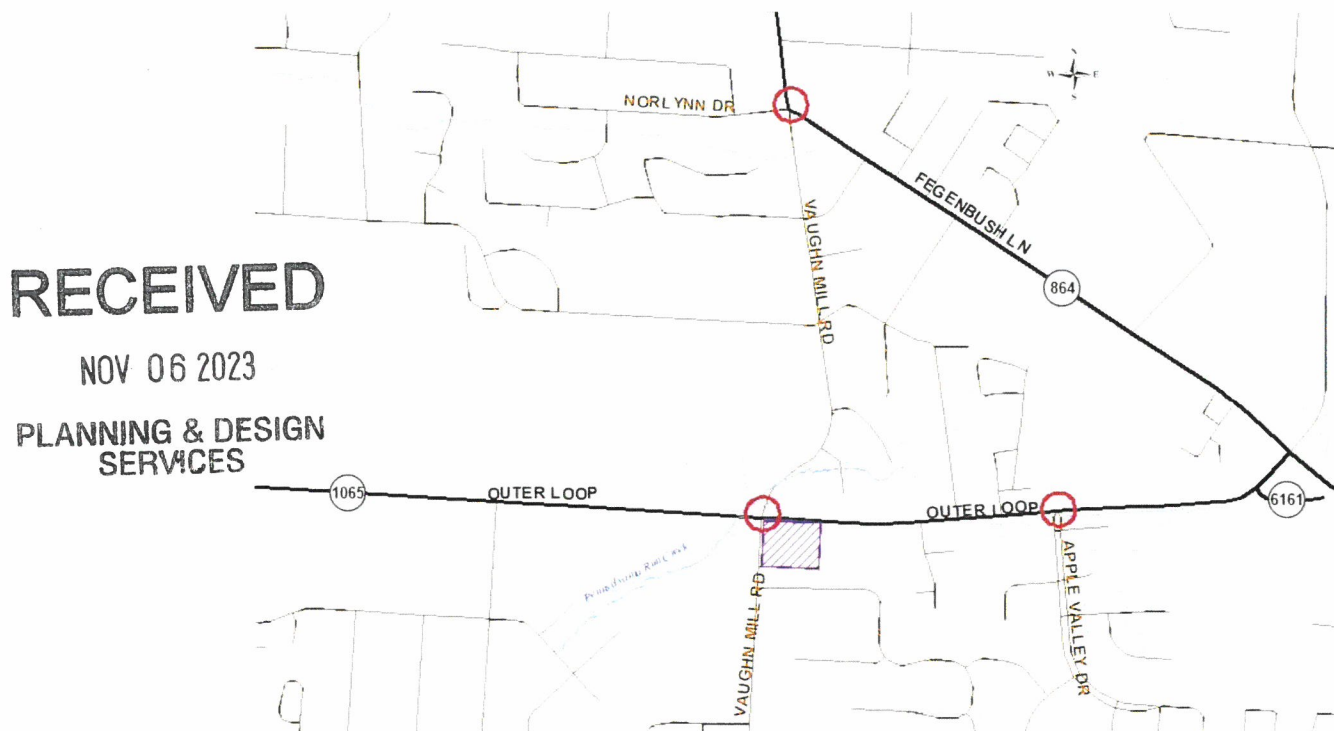 NORLYNN DR
W E
FEGENBUSH LN
VAUGHN MILL RD
864
RECEIVED
NOV 06 2023
PLANNING & DESIGN
SERVICES
1065
OUTER LOOP
OUTER LOOP
6161
VAUGHN MILL RD
APPLE VALLEY DR